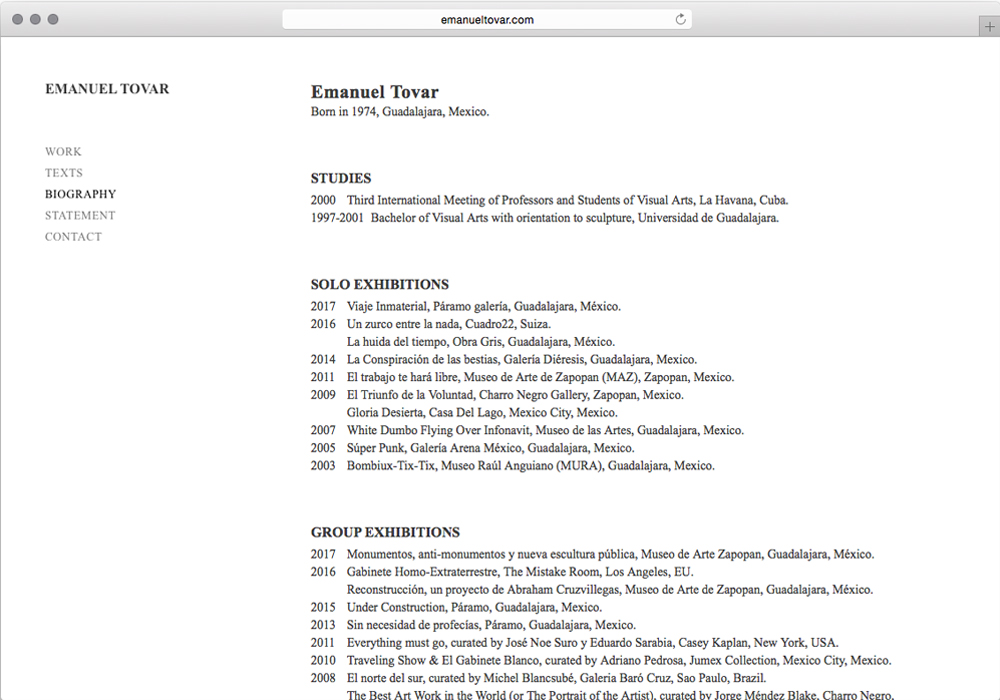 emanueltovar.com
EMANUEL TOVAR
WORK
TEXTS
BIOGRAPHY
STATEMENT
CONTACT
Emanuel Tovar
Born in 1974, Guadalajara, Mexico.
STUDIES
2000 Third International Meeting of Professors and Students of Visual Arts, La Havana, Cuba.
1997-2001 Bachelor of Visual Arts with orientation to sculpture, Universidad de Guadalajara.
SOLO EXHIBITIONS
2017 Viaje Inmaterial, Páramo galería, Guadalajara, México.
2016 Un zurco entre la nada, Cuadro22, Suiza.
La huida del tiempo, Obra Gris, Guadalajara, México.
2014 La Conspiración de las bestias, Galería Diéresis, Guadalajara, Mexico.
2011 El trabajo te hará libre, Museo de Arte de Zapopan (MAZ), Zapopan, Mexico.
2009 El Triunfo de la Voluntad, Charro Negro Gallery, Zapopan, Mexico.
Gloria Desierta, Casa Del Lago, Mexico City, Mexico.
2007 White Dumbo Flying Over Infonavit, Museo de las Artes, Guadalajara, Mexico.
2005 Súper Punk, Galería Arena México, Guadalajara, Mexico.
2003 Bombiux-Tix-Tix, Museo Raúl Anguiano (MURA), Guadalajara, Mexico.
GROUP EXHIBITIONS
2017 Monumentos, anti-monumentos y nueva escultura pública, Museo de Arte Zapopan, Guadalajara, México.
2016 Gabinete Homo-Extraterrestre, The Mistake Room, Los Angeles, EU.
Reconstrucción, un proyecto de Abraham Cruzvillegas, Museo de Arte de Zapopan, Guadalajara, México.
2015 Under Construction, Páramo, Guadalajara, Mexico.
2013 Sin necesidad de profecías, Páramo, Guadalajara, Mexico.
2011 Everything must go, curated by José Noe Suro y Eduardo Sarabia, Casey Kaplan, New York, USA.
2010 Traveling Show & El Gabinete Blanco, curated by Adriano Pedrosa, Jumex Collection, Mexico City, Mexico.
2008 El norte del sur, curated by Michel Blancsubé, Galeria Baró Cruz, Sao Paulo, Brazil.
The Best Art Work in the World (or The Portrait of the Artist), curated by Jorge Méndez Blake, Charro Negro,